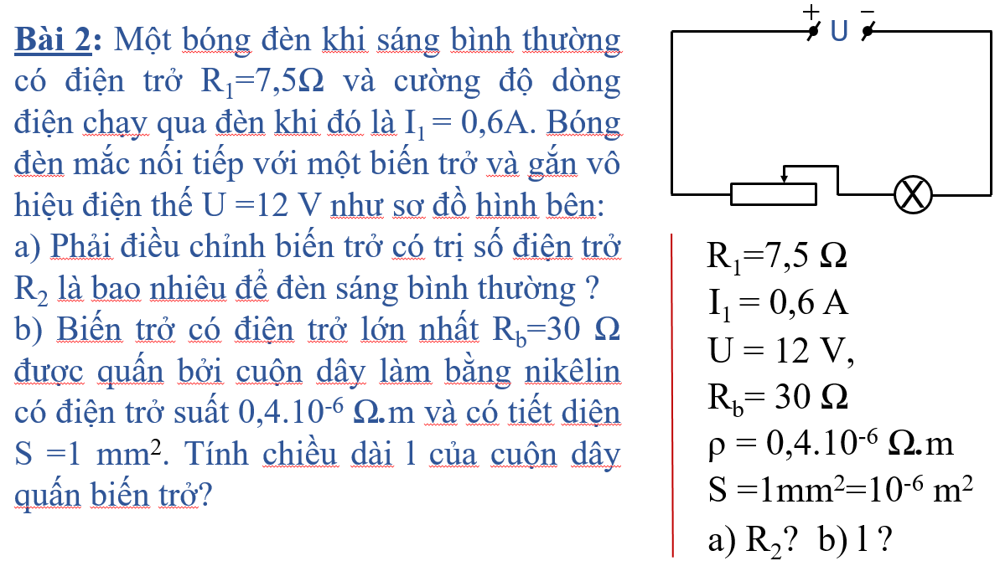 Bài 2: Một bóng đèn khi sáng bình thường
có điện trở R₁=7,5Ω và cường độ dòng
điện chạy qua đèn khi đó là I₁ = 0,6A. Bóng
đèn mắc nối tiếp với một biến trở và gắn vô
hiệu điện thế U =12 V như sơ đồ hình bên:
a) Phải điều chỉnh biến trở có trị số điện trở
R₂ là bao nhiêu để đèn sáng bình thường ?
b) Biến trở có điện trở lớn nhất R_b=30 Ω
được quấn bởi cuộn dây làm bằng nikêlin
có điện trở suất 0,4.10⁻⁶ Ω.m và có tiết diện
S =1 mm². Tính chiều dài l của cuộn dây
quấn biến trở?
+ U −
R₁=7,5 Ω
I₁ = 0,6 A
U = 12 V,
R_b= 30 Ω
ρ = 0,4.10⁻⁶ Ω.m
S =1mm²=10⁻⁶ m²
a) R₂? b) l ?